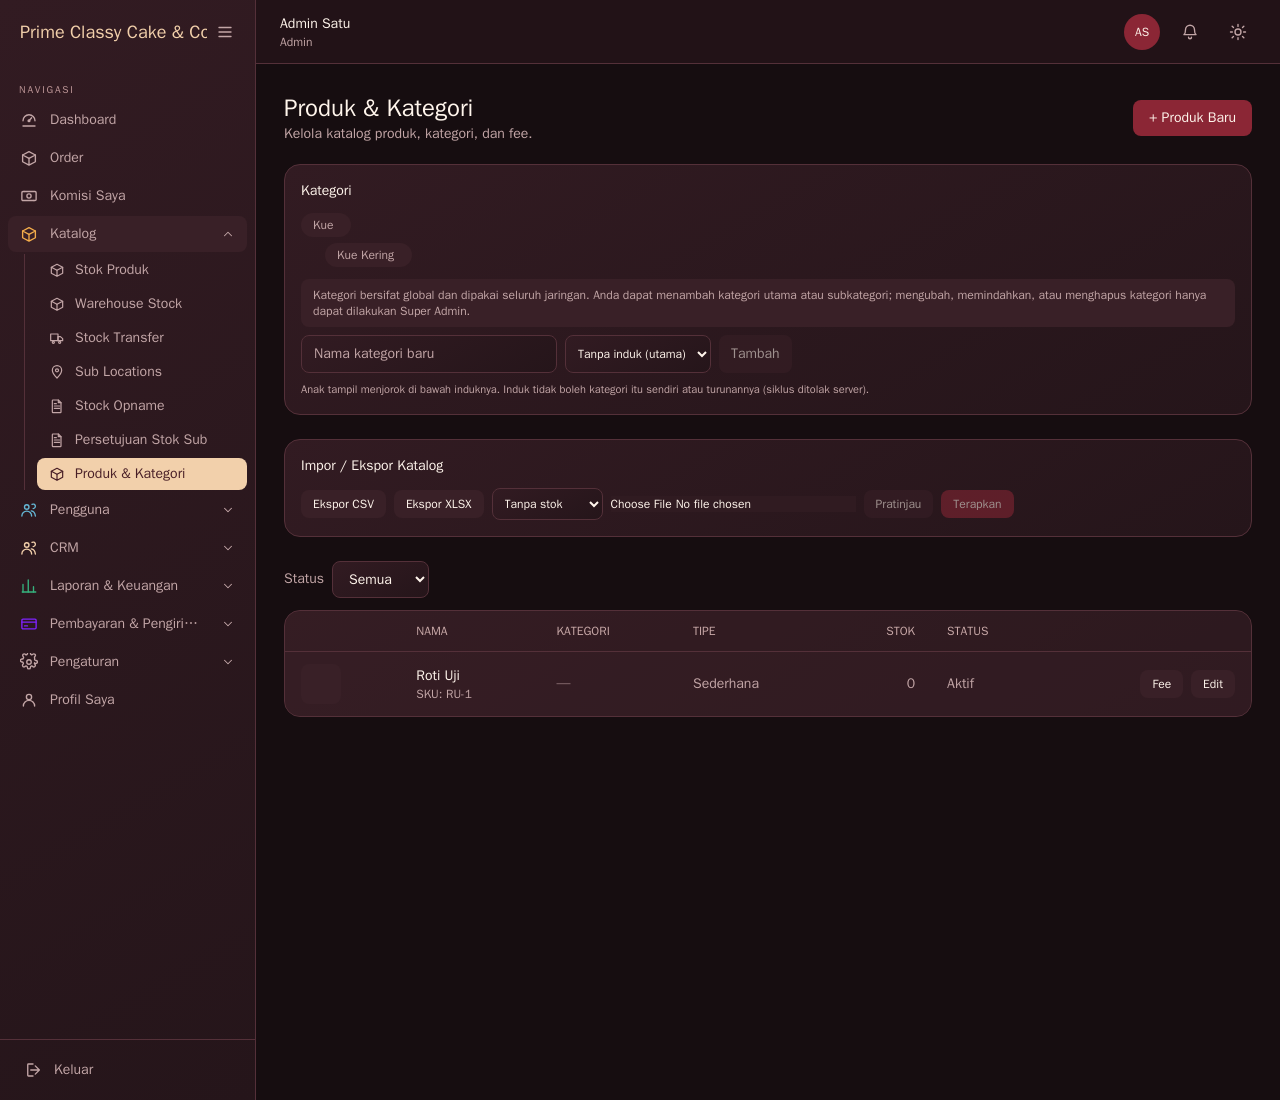 Prime Classy Cake & Co
Admin Satu
Admin
AS
NAVIGASI
Dashboard
Order
Komisi Saya
Katalog
Stok Produk
Warehouse Stock
Stock Transfer
Sub Locations
Stock Opname
Persetujuan Stok Sub
Produk & Kategori
Pengguna
CRM
Laporan & Keuangan
Pembayaran & Pengiri···
Pengaturan
Profil Saya
Keluar
Produk & Kategori
Kelola katalog produk, kategori, dan fee.
+ Produk Baru
Kategori
Kue
Kue Kering
Kategori bersifat global dan dipakai seluruh jaringan. Anda dapat menambah kategori utama atau subkategori; mengubah, memindahkan, atau menghapus kategori hanya
dapat dilakukan Super Admin.
Nama kategori baru
Tanpa induk (utama)
Tambah
Anak tampil menjorok di bawah induknya. Induk tidak boleh kategori itu sendiri atau turunannya (siklus ditolak server).
Impor / Ekspor Katalog
Ekspor CSV
Ekspor XLSX
Tanpa stok
Choose File No file chosen
Pratinjau
Terapkan
Status
Semua
NAMA KATEGORI TIPE STOK STATUS
Roti Uji — Sederhana 0 Aktif Fee Edit
SKU: RU-1